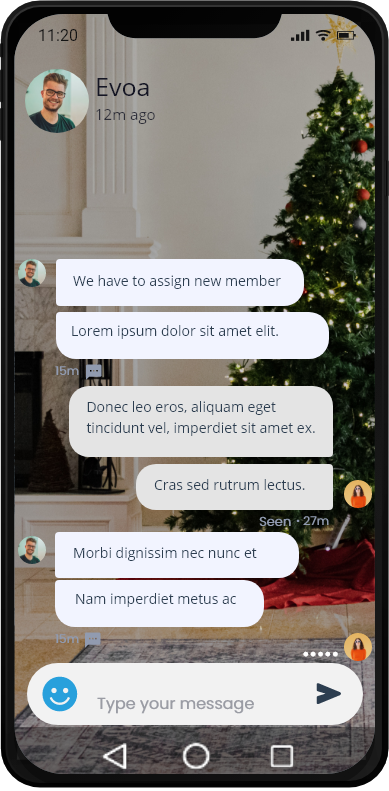 11:20
Evoa
12m ago
We have to assign new member
Lorem ipsum dolor sit amet elit.
15m
Donec leo eros, aliquam eget
tincidunt vel, imperdiet sit amet ex.
Cras sed rutrum lectus.
Seen · 27m
Morbi dignissim nec nunc et
Nam imperdiet metus ac
15m
Type your message